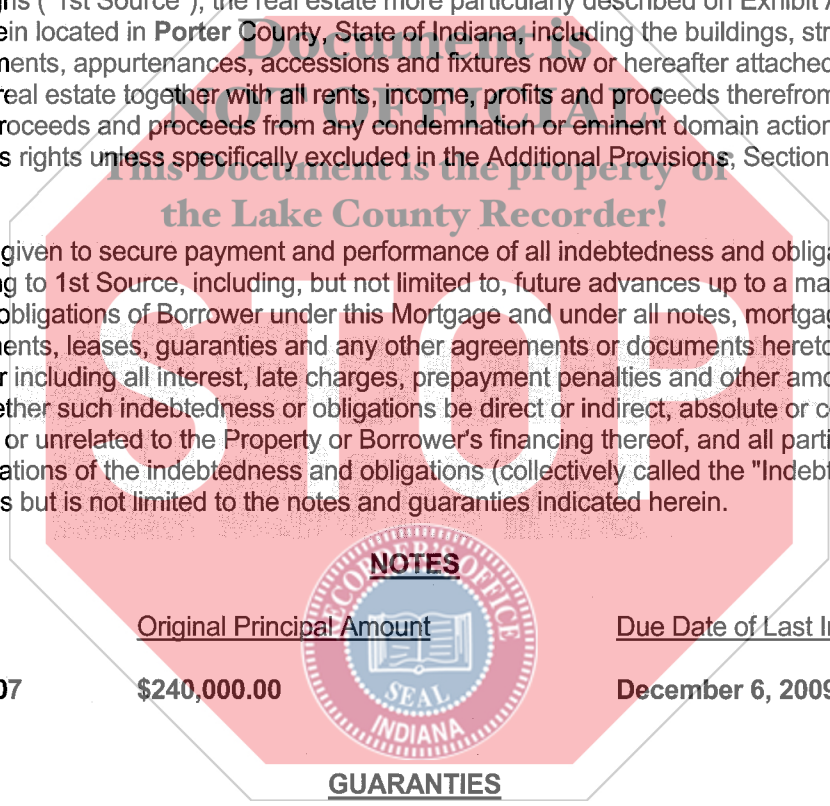 ns ("1st Source"), the real estate more particularly described on Exhibit A
ein located in Porter County, State of Indiana, including the buildings, str
Document is
ments, appurtenances, accessions and fixtures now or hereafter attached
real estate together with all rents, income, profits and proceeds therefrom
NOT OFFICIAL!
roceeds and proceeds from any condemnation or eminent domain action
s rights unless specifically excluded in the Additional Provisions, Section
This Document is the property of
the Lake County Recorder!
given to secure payment and performance of all indebtedness and obliga
ng to 1st Source, including, but not limited to, future advances up to a ma
obligations of Borrower under this Mortgage and under all notes, mortgag
ents, leases, guaranties and any other agreements or documents hereto
r including all interest, late charges, prepayment penalties and other amo
STOP
ether such indebtedness or obligations be direct or indirect, absolute or c
or unrelated to the Property or Borrower's financing thereof, and all parti
ations of the indebtedness and obligations (collectively called the "Indebt
s but is not limited to the notes and guaranties indicated herein.
NOTES
RECORDER'S OFFICE
Original Principal Amount Due Date of Last In
07 $240,000.00 December 6, 2009
SEAL
INDIANA
GUARANTIES